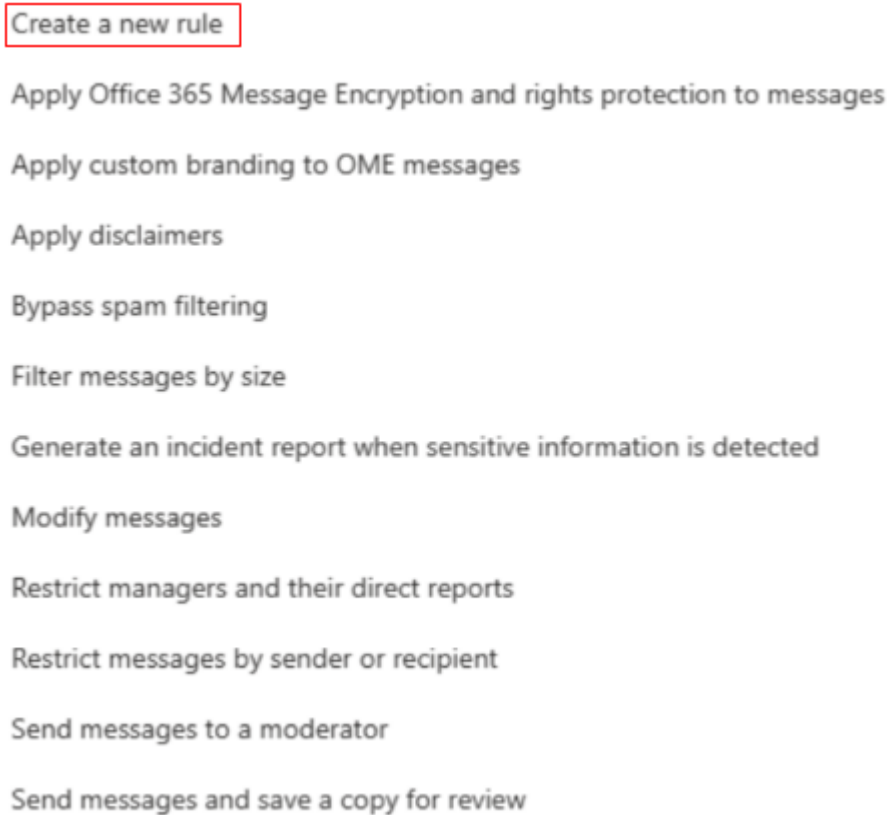 Create a new rule
Apply Office 365 Message Encryption and rights protection to messages
Apply custom branding to OME messages
Apply disclaimers
Bypass spam filtering
Filter messages by size
Generate an incident report when sensitive information is detected
Modify messages
Restrict managers and their direct reports
Restrict messages by sender or recipient
Send messages to a moderator
Send messages and save a copy for review